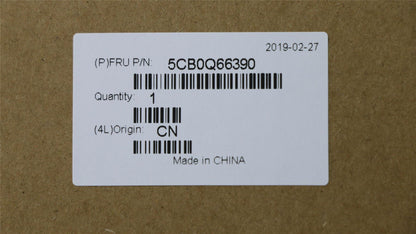 2019-02-27
(P)FRU P/N: 5CB0Q66390
Quantity: 1
(4L)Origin: CN
Made in CHINA